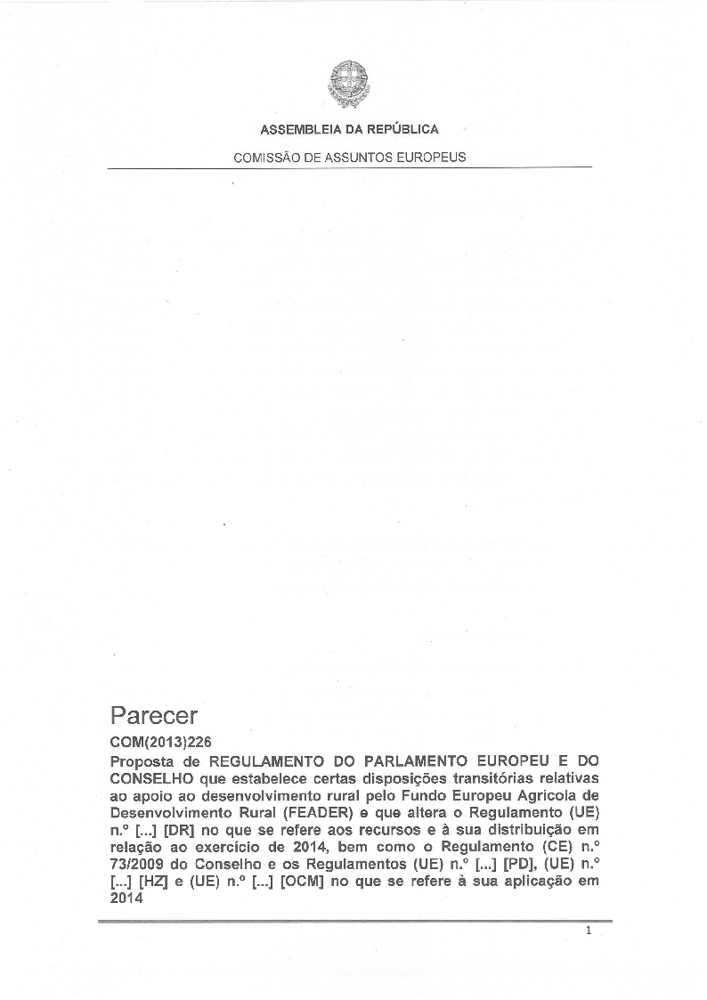 ASSEMBLEIA DA REPÚBLICA
COMISSÃO DE ASSUNTOS EUROPEUS
Parecer
COM(2013)226
Proposta de REGULAMENTO DO PARLAMENTO EUROPEU E DO
CONSELHO que estabelece certas disposições transitórias relativas
ao apoio ao desenvolvimento rural pelo Fundo Europeu Agrícola de
Desenvolvimento Rural (FEADER) e que altera o Regulamento (UE)
n.º [...] [DR] no que se refere aos recursos e à sua distribuição em
relação ao exercício de 2014, bem como o Regulamento (CE) n.º
73/2009 do Conselho e os Regulamentos (UE) n.º [...] [PD], (UE) n.º
[...] [HZ] e (UE) n.º [...] [OCM] no que se refere à sua aplicação em
2014
1